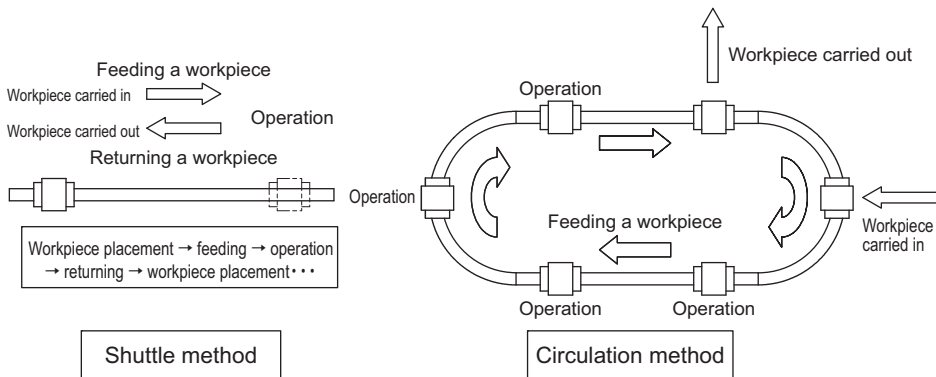 Feeding a workpiece
Workpiece carried in
Operation
Workpiece carried out
Returning a workpiece
Workpiece placement → feeding → operation
→ returning → workpiece placement･･･
Shuttle method
Workpiece carried out
Operation
Operation
Feeding a workpiece
Workpiece
carried in
Operation
Operation
Circulation method